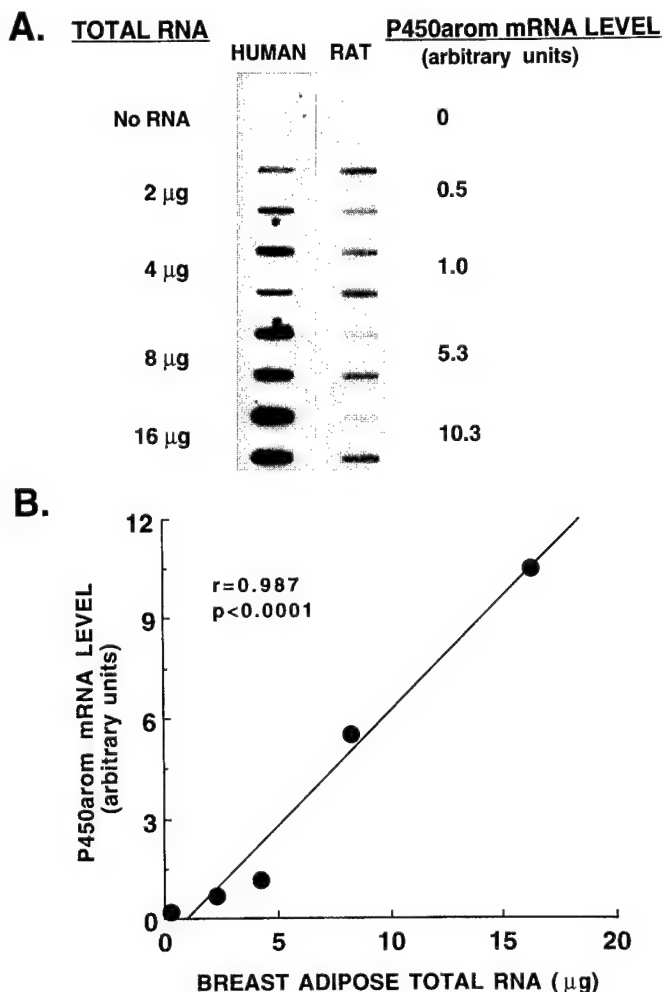 A. TOTAL RNA P450arom mRNA LEVEL
HUMAN RAT (arbitrary units)
No RNA 0
2 μg 0.5
4 μg 1.0
8 μg 5.3
16 μg 10.3
B.
12
r=0.987
p<0.0001
9
6
3
0
P450arom mRNA LEVEL
(arbitrary units)
0 5 10 15 20
BREAST ADIPOSE TOTAL RNA (μg)